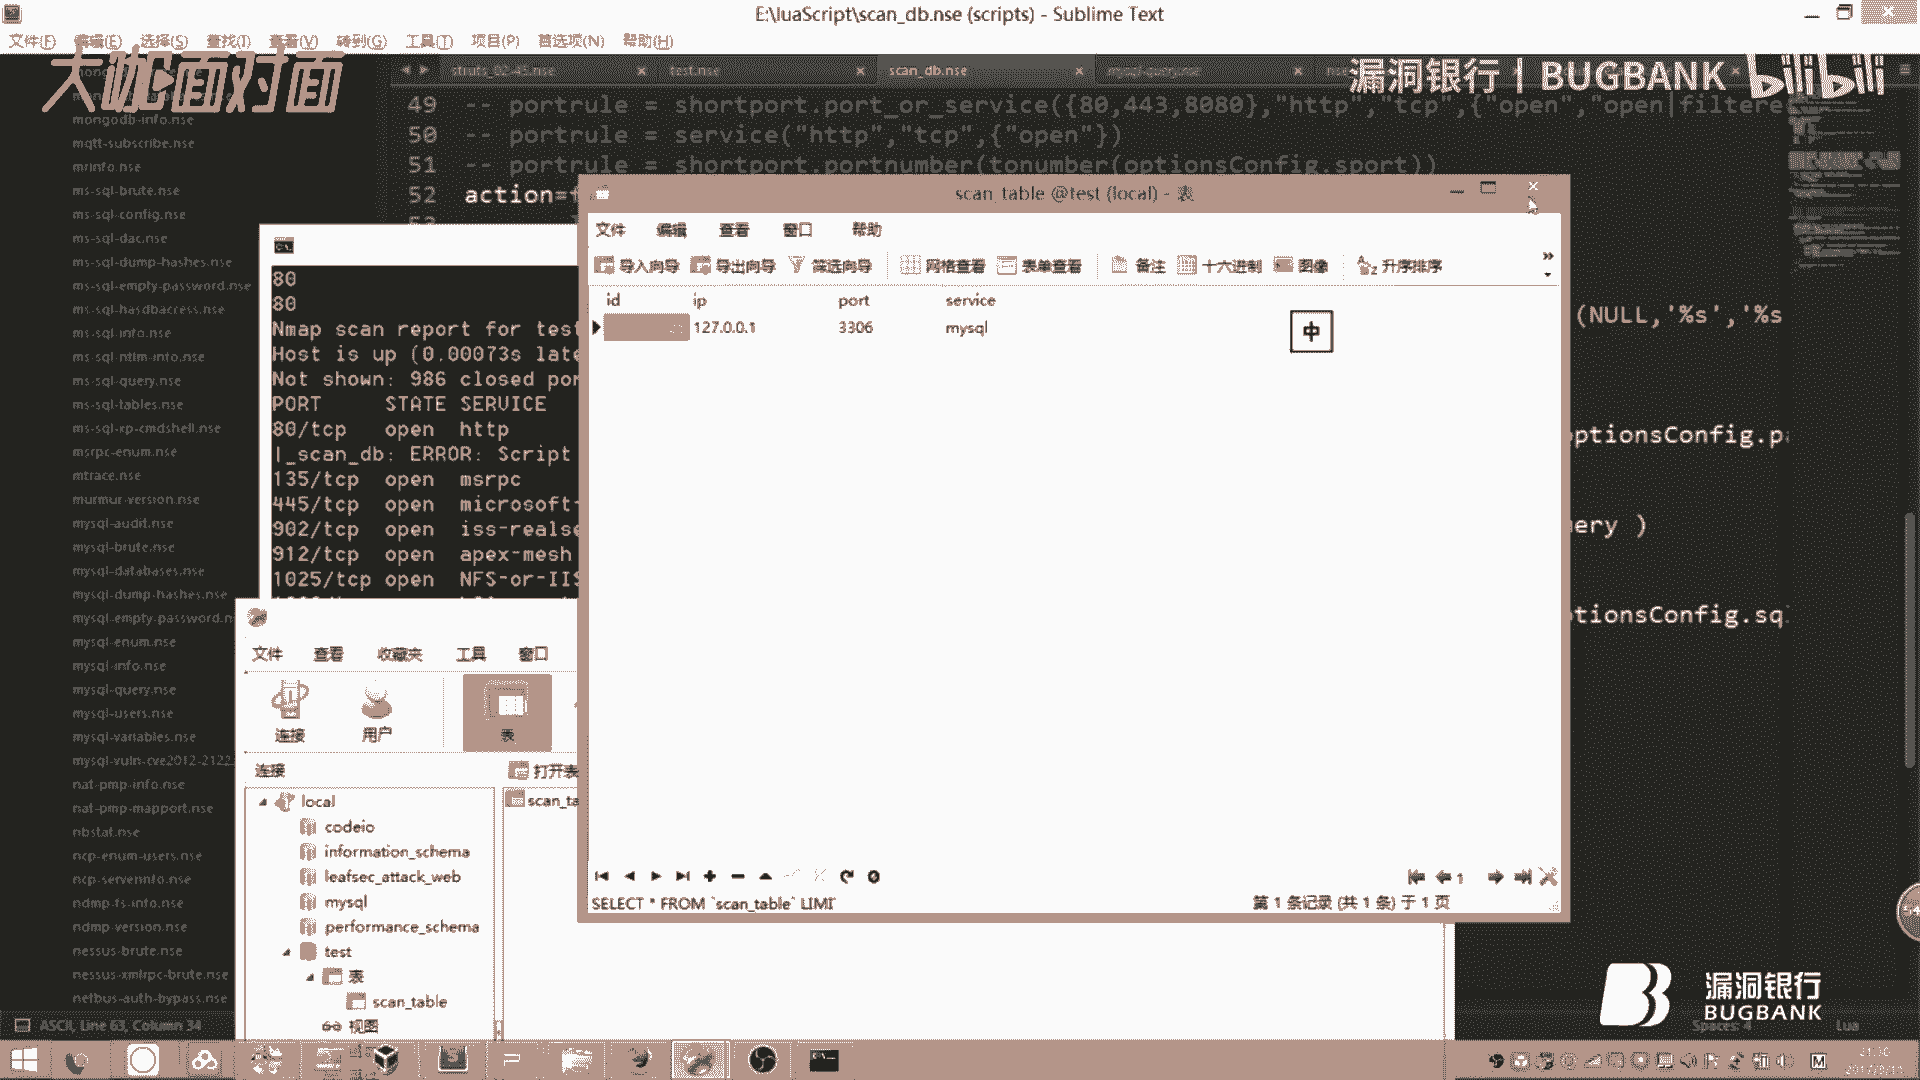 E:\luaScript\scan_db.nse (scripts) - Sublime Text
文件(F) 编辑(E) 选择(S) 查找(I) 查看(V) 转到(G) 工具(T) 项目(P) 首选项(N) 帮助(H)
大咖面对面
漏洞银行 | BUGBANK bilibili
struts_02-45.nse
test.nse
scan_db.nse
mysql-query.nse
mongodb-info.nse
mqtt-subscribe.nse
mrinfo.nse
ms-sql-brute.nse
ms-sql-config.nse
ms-sql-dac.nse
ms-sql-dump-hashes.nse
ms-sql-empty-password.nse
ms-sql-hasdbaccess.nse
ms-sql-info.nse
ms-sql-ntlm-info.nse
ms-sql-query.nse
ms-sql-tables.nse
ms-sql-xp-cmdshell.nse
msrpc-enum.nse
mtrace.nse
murmur-version.nse
mysql-audit.nse
mysql-brute.nse
mysql-databases.nse
mysql-dump-hashes.nse
mysql-empty-password.n
mysql-enum.nse
mysql-info.nse
mysql-query.nse
mysql-users.nse
mysql-variables.nse
mysql-vuln-cve2012-2122
nat-pmp-info.nse
nat-pmp-mapport.nse
nbstat.nse
ncp-enum-users.nse
ncp-serverinfo.nse
ndmp-fs-info.nse
ndmp-version.nse
nessus-brute.nse
nessus-xmlrpc-brute.nse
netbus-auth-bypass.nse
49 -- portrule = shortport.port_or_service({80,443,8080},"http","tcp",{"open","open|filtere
50 -- portrule = service("http","tcp",{"open"})
51 -- portrule = shortport.portnumber(tonumber(optionsConfig.sport))
52 action=f
(NULL,'%s','%s
optionsConfig.pa
ery )
tionsConfig.sq
80
80
Nmap scan report for test
Host is up (0.00073s late
Not shown: 986 closed por
PORT STATE SERVICE
80/tcp open http
|_scan_db: ERROR: Script
135/tcp open msrpc
445/tcp open microsoft-
902/tcp open iss-realse
912/tcp open apex-mesh
1025/tcp open NFS-or-IIS
scan_table @test (local) - 表
文件 编辑 查看 窗口 帮助
导入向导 导出向导 筛选向导 网格查看 表单查看 备注 十六进制 图像 升序排序
id ip port service
127.0.0.1 3306 mysql
中
SELECT * FROM `scan_table` LIMI
第 1 条记录 (共 1 条) 于 1 页
1
文件 查看 收藏夹 工具 窗口
连接 用户 表
连接
打开表
local
codeio
information_schema
leafsec_attack_web
mysql
performance_schema
test
表
scan_table
视图
scan_ta
漏洞银行
BUGBANK
ASCII, Line 63, Column 34
Spaces: 4
Lua
21:30